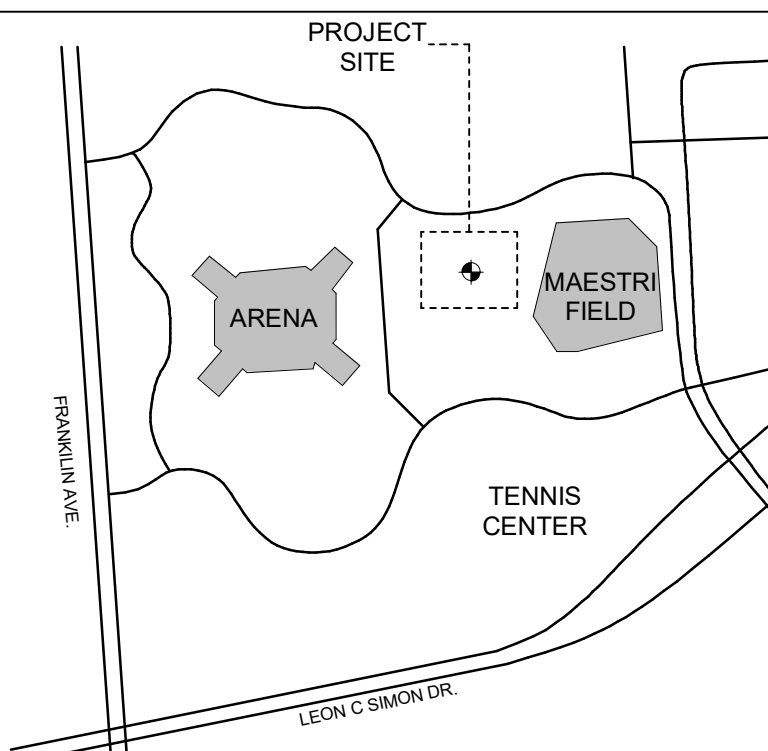 PROJECT
SITE
MAESTRI
FIELD
ARENA
FRANKILIN AVE.
TENNIS
CENTER
LEON C SIMON DR.